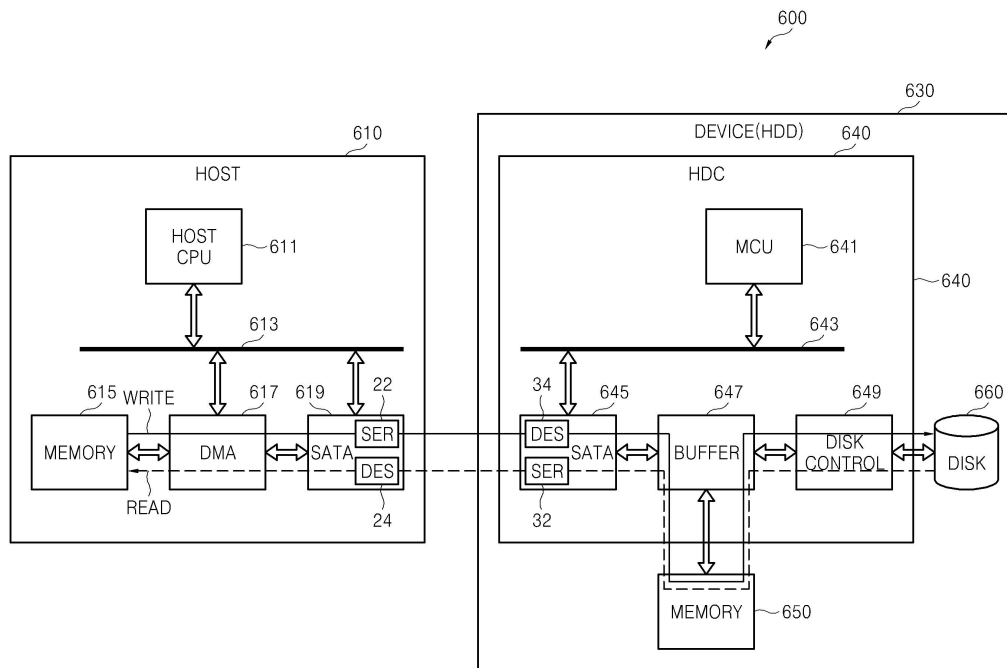 600
630
DEVICE(HDD)
610
640
HOST
HDC
HOST
CPU
611
MCU
641
640
613
643
615
WRITE
617
619
22
34
645
647
649
660
MEMORY
DMA
SATA
SER
DES
DES
SER
SATA
BUFFER
DISK
CONTROL
DISK
READ
24
32
MEMORY
650